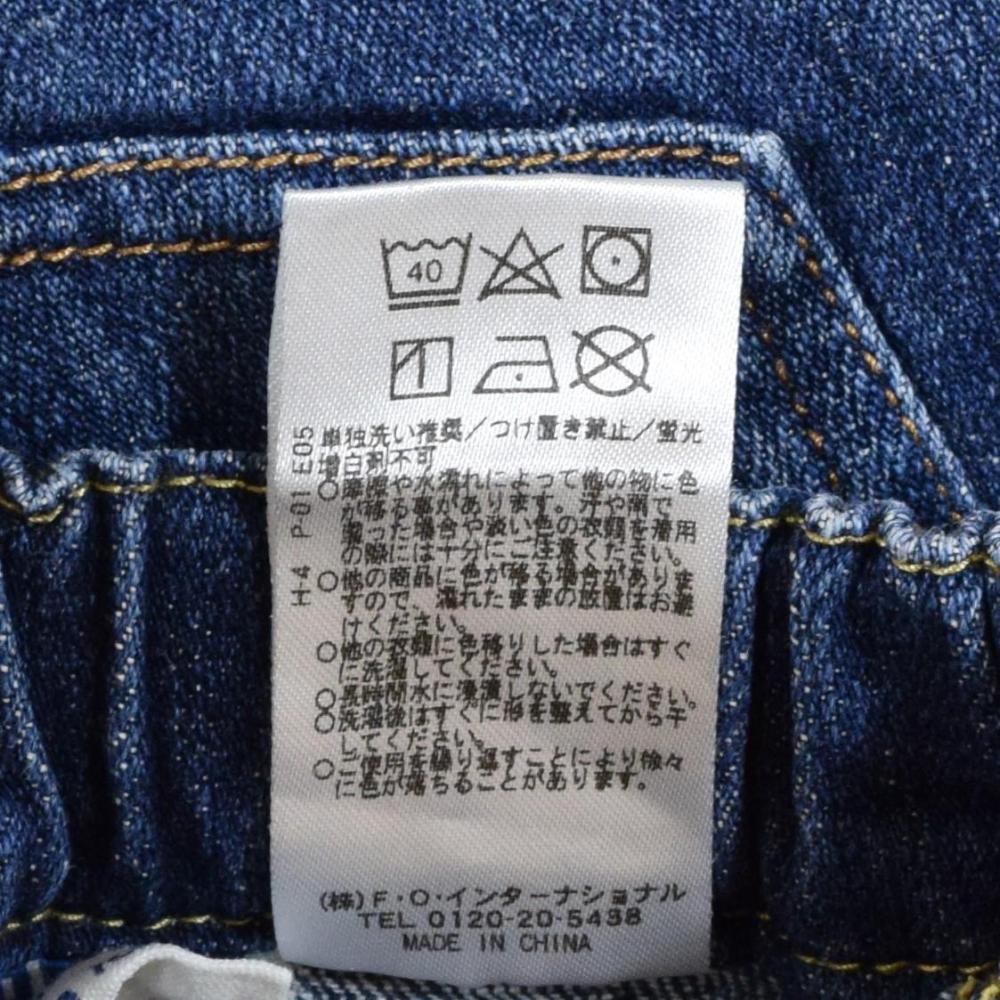 40
H4 P01 E05
単独洗い推奨／つけ置き禁止／蛍光
増白剤不可
○摩擦や水濡れによって他の物に色
が移る事があります。汗や雨で
湿った場合や淡い色の衣類を着用
の際には十分にご注意ください。
○他の商品に色が移る場合がありま
すので、濡れたままの放置はお避
けください。
○他の衣類に色移りした場合はすぐ
に洗濯してください。
○長時間水に浸漬しないでください。
○洗濯後はすぐに形を整えてから干
してください。
○ご使用を繰り返すことにより徐々
に色が落ちることがあります。
(株)F・O・インターナショナル
TEL 0120-20-5438
MADE IN CHINA